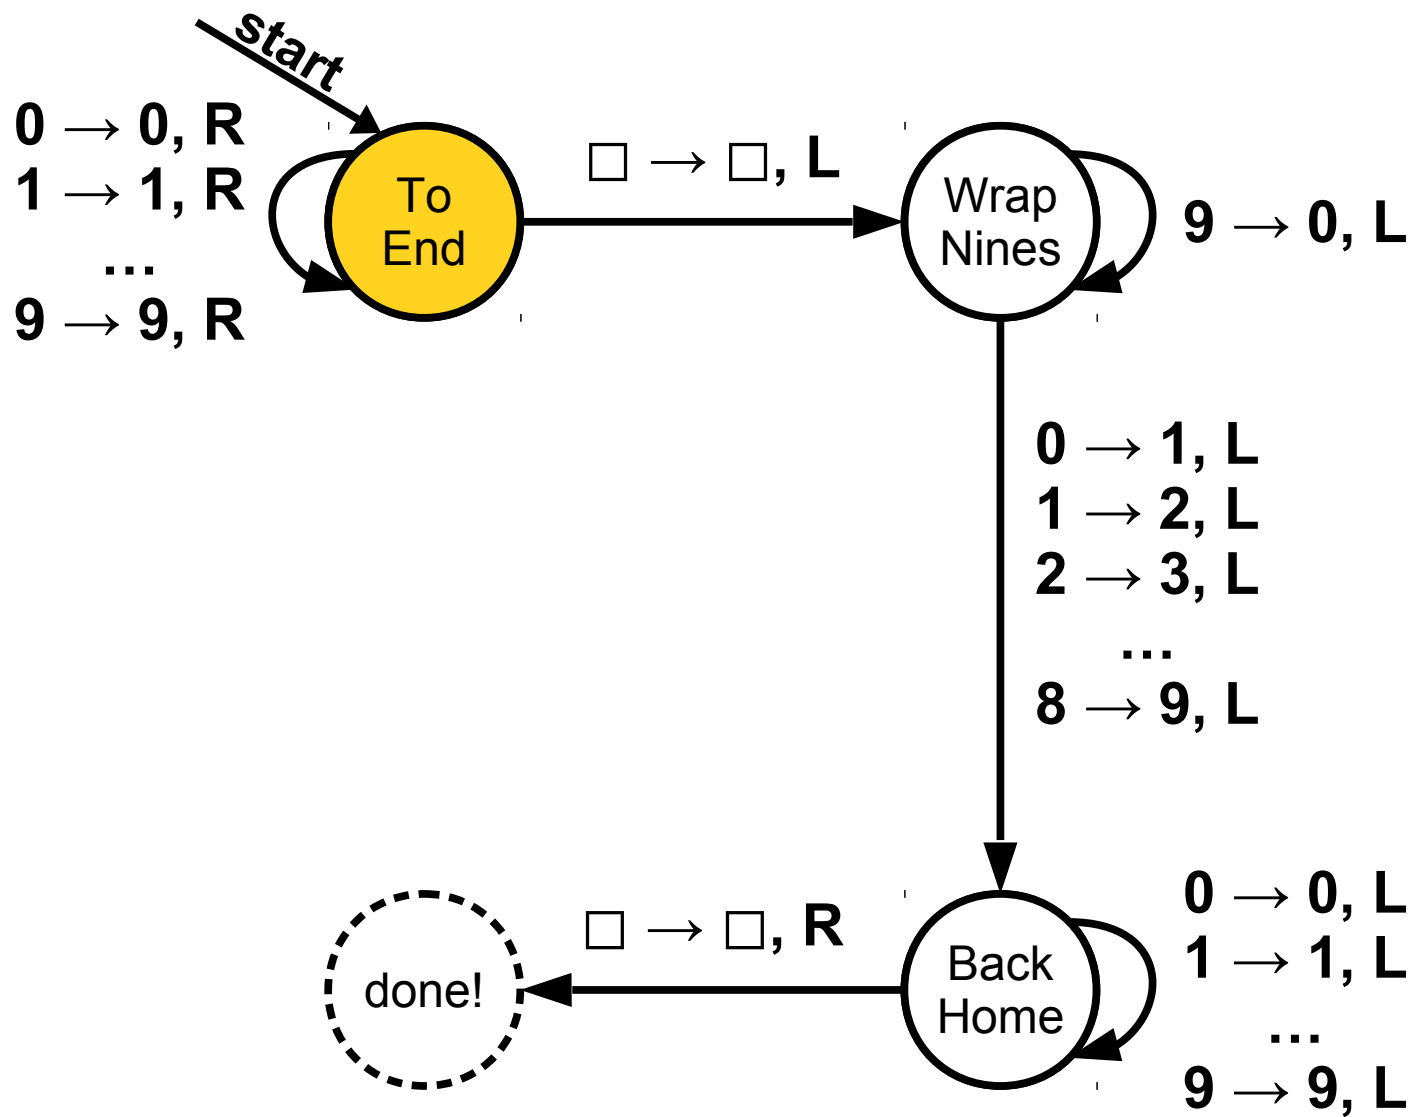 start
0 → 0, R
1 → 1, R
...
9 → 9, R
To
End
□ → □, L
Wrap
Nines
9 → 0, L
0 → 1, L
1 → 2, L
2 → 3, L
...
8 → 9, L
done!
□ → □, R
Back
Home
0 → 0, L
1 → 1, L
...
9 → 9, L